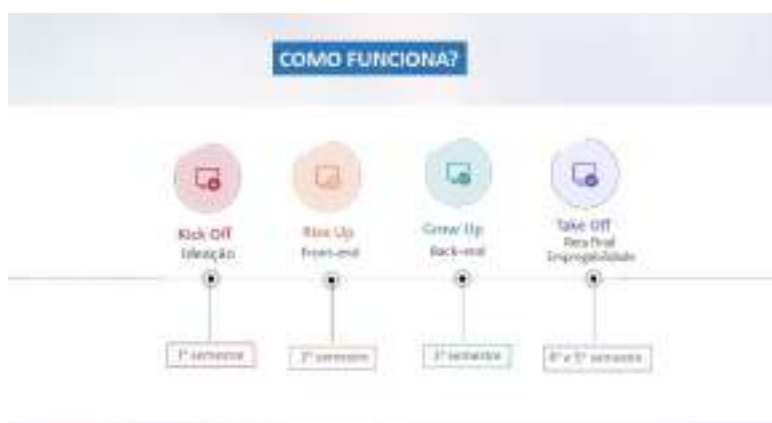 COMO FUNCIONA?
Kick Off
Ideação
Rise Up
Front-end
Grow Up
Back-end
Take Off
Reta final
Empregabilidade
1º semestre
2º semestre
3º semestre
4º e 5º semestre